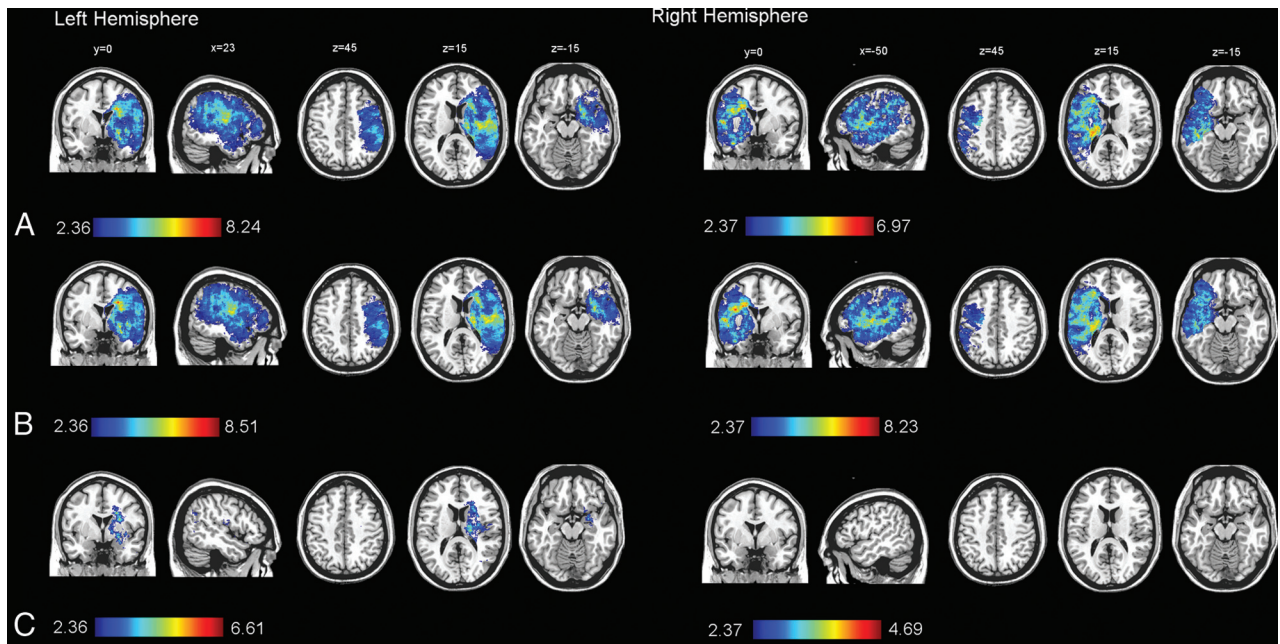 Left Hemisphere Right Hemisphere
y=0 x=23 z=45 z=15 z=-15 y=0 x=-50 z=45 z=15 z=-15
A 2.36 8.24 2.37 6.97
B 2.36 8.51 2.37 8.23
C 2.36 6.61 2.37 4.69